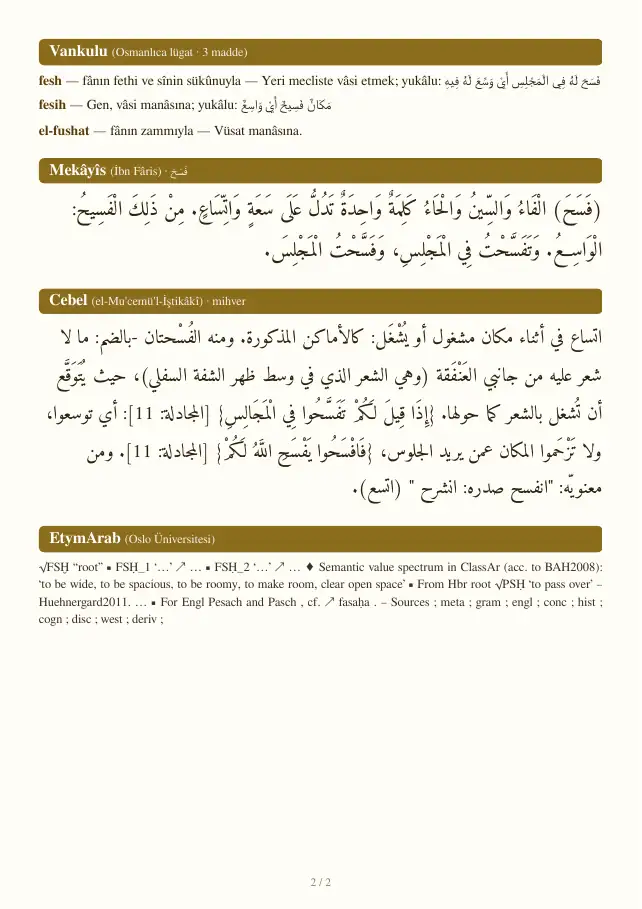 Vankulu (Osmanlıca lügat · 3 madde)
fesh — fânın fethi ve sînin sükûnuyla — Yeri mecliste vâsi etmek; yukâlu: فَسَحَ لَهُ فِي الْمَجْلِسِ أَيْ وَسَّعَ لَهُ فِيهِ
fesih — Gen, vâsi manâsına; yukâlu: مَكَانٌ فَسِيحٌ أَيْ وَاسِعٌ
el-fushat — fânın zammıyla — Vüsat manâsına.
Mekâyîs (İbn Fâris) · فَسَحَ
(فَسَحَ) الْفَاءُ وَالسِّينُ وَالْحَاءُ كَلِمَةٌ وَاحِدَةٌ تَدُلُّ عَلَى سَعَةٍ وَاتِّسَاعٍ. مِنْ ذَلِكَ الْفَسِيحُ:
الْوَاسِعُ. وَتَفَسَّحْتُ فِي الْمَجْلِسِ، وَفَسَّحْتُ الْمَجْلِسَ.
Cebel (el-Mu'cemü'l-İştikâkî) · mihver
اتساع في أثناء مكان مشغول أو يُشْغَل: كالأماكن المذكورة. ومنه الفُسْحتان -بالضم: ما لا
شعر عليه من جانبي العَنْفَقة (وهي الشعر الذي في وسط ظهر الشفة السفلي)، حيث يُتَوَقَّع
أن تُشغل بالشعر كما حولها. {إِذَا قِيلَ لَكُمْ تَفَسَّحُوا فِي الْمَجَالِسِ} [المجادلة: 11]: أي توسعوا،
ولا تَزْحَموا المكان عمن يريد الجلوس، {فَافْسَحُوا يَفْسَحِ اللَّهُ لَكُمْ} [المجادلة: 11]. ومن
معنويّه: "انفسح صدره: انشرح " (اتسع).
EtymArab (Oslo Üniversitesi)
√FSḤ “root” ▪ FSḤ_1 ‘…’ ↗ … ▪ FSḤ_2 ‘…’ ↗ … ♦ Semantic value spectrum in ClassAr (acc. to BAH2008):
‘to be wide, to be spacious, to be roomy, to make room, clear open space’ ▪ From Hbr root √PSḤ ‘to pass over’ –
Huehnergard2011. … ▪ For Engl Pesach and Pasch , cf. ↗ fasaḥa . – Sources ; meta ; gram ; engl ; conc ; hist ;
cogn ; disc ; west ; deriv ;
2 / 2